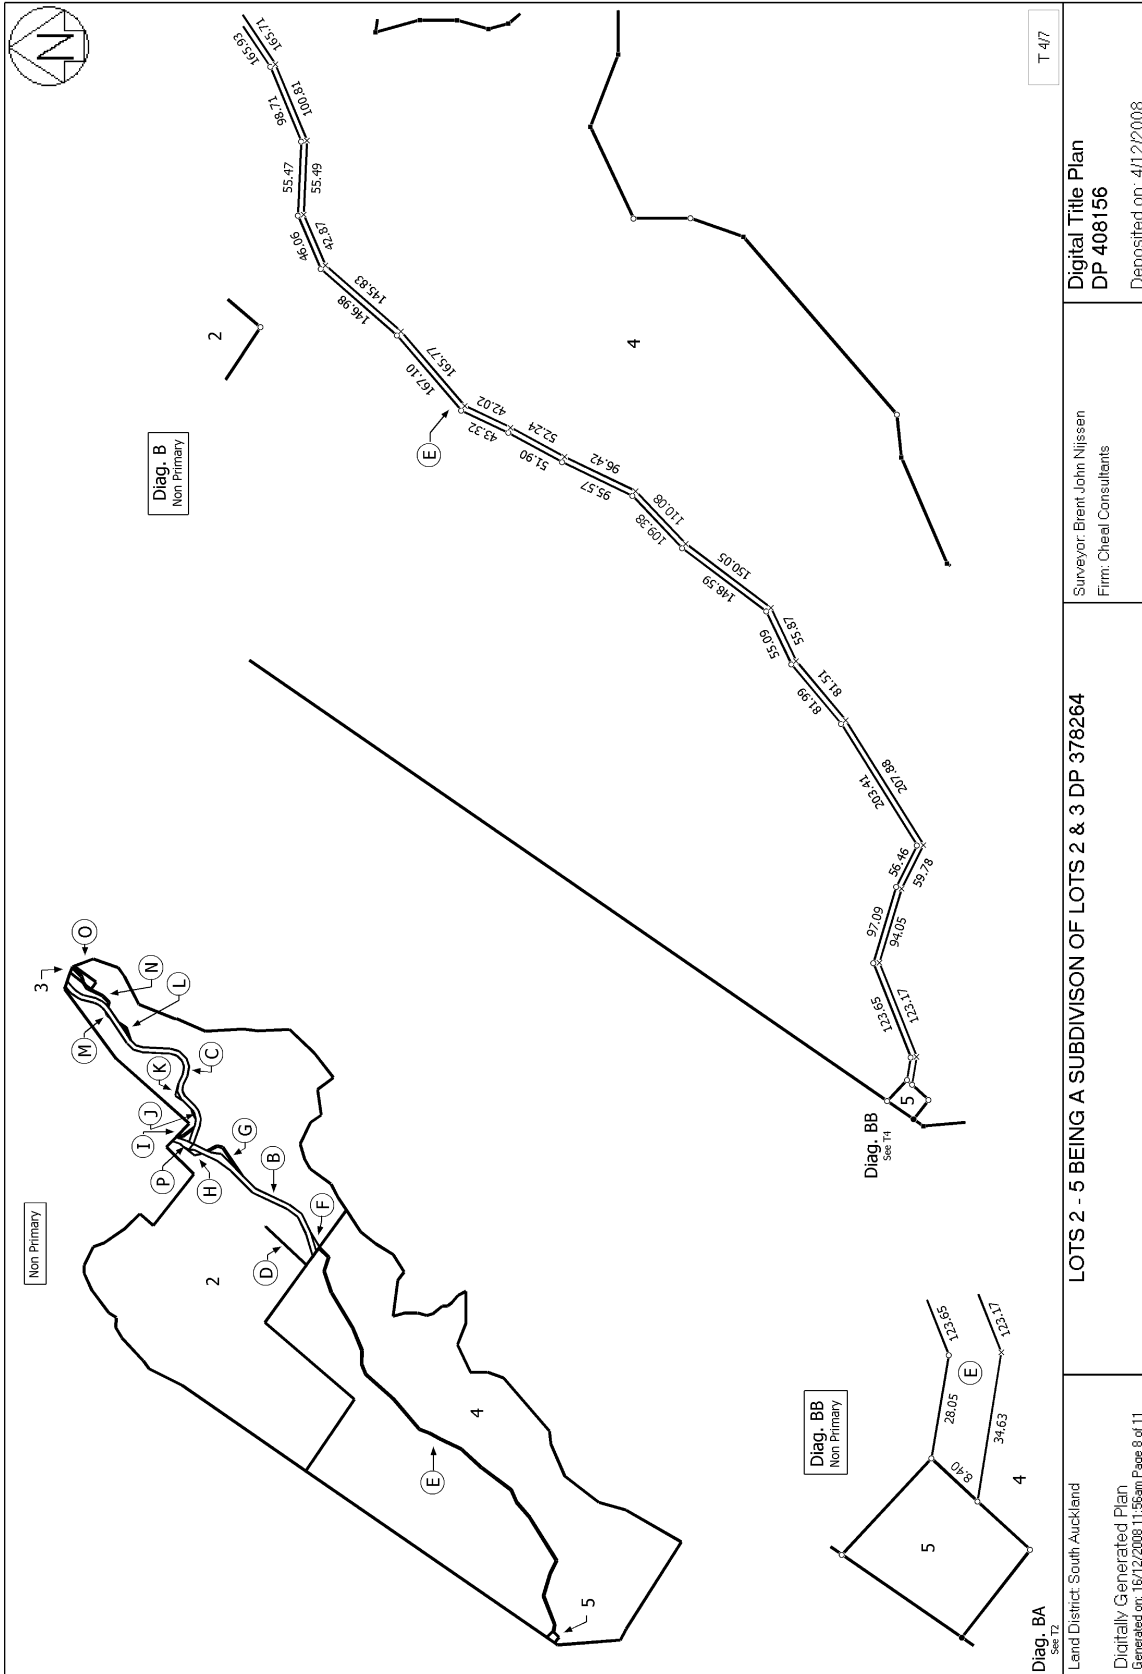 N
Non Primary
3
O
N
L
M
C
K
J
I
G
P
H
B
F
D
2
E
4
5
Diag. B
Non Primary
2
4
E
165.93
165.71
98.71
100.81
55.47
55.49
46.06
42.87
146.98
145.83
167.10
165.77
43.32
42.02
51.90
52.24
95.57
96.42
109.38
110.08
148.59
150.05
55.09
55.87
81.99
81.51
203.41
207.88
56.46
59.78
97.09
94.05
123.65
123.17
5
Diag. BB
See T4
Diag. BB
Non Primary
123.65
123.17
28.05
E
34.63
8.40
5
4
Diag. BA
See T2
T 4/7
Land District: South Auckland
Digitally Generated Plan
Generated on: 16/12/2008 11:56am Page 8 of 11
LOTS 2 - 5 BEING A SUBDIVISON OF LOTS 2 & 3 DP 378264
Surveyor: Brent John Nijssen
Firm: Cheal Consultants
Digital Title Plan
DP 408156
Deposited on: 4/12/2008